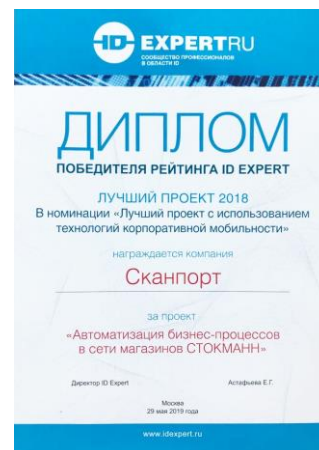 ID EXPERTRU
СООБЩЕСТВО ПРОФЕССИОНАЛОВ
В ОБЛАСТИ ID
ДИПЛОМ
ПОБЕДИТЕЛЯ РЕЙТИНГА ID EXPERT
ЛУЧШИЙ ПРОЕКТ 2018
В номинации «Лучший проект с использованием
технологий корпоративной мобильности»
награждается компания
Сканпорт
за проект
«Автоматизация бизнес-процессов
в сети магазинов СТОКМАНН»
Директор ID Expert Астафьева Е.Г.
Москва
29 мая 2019 года
www.idexpert.ru